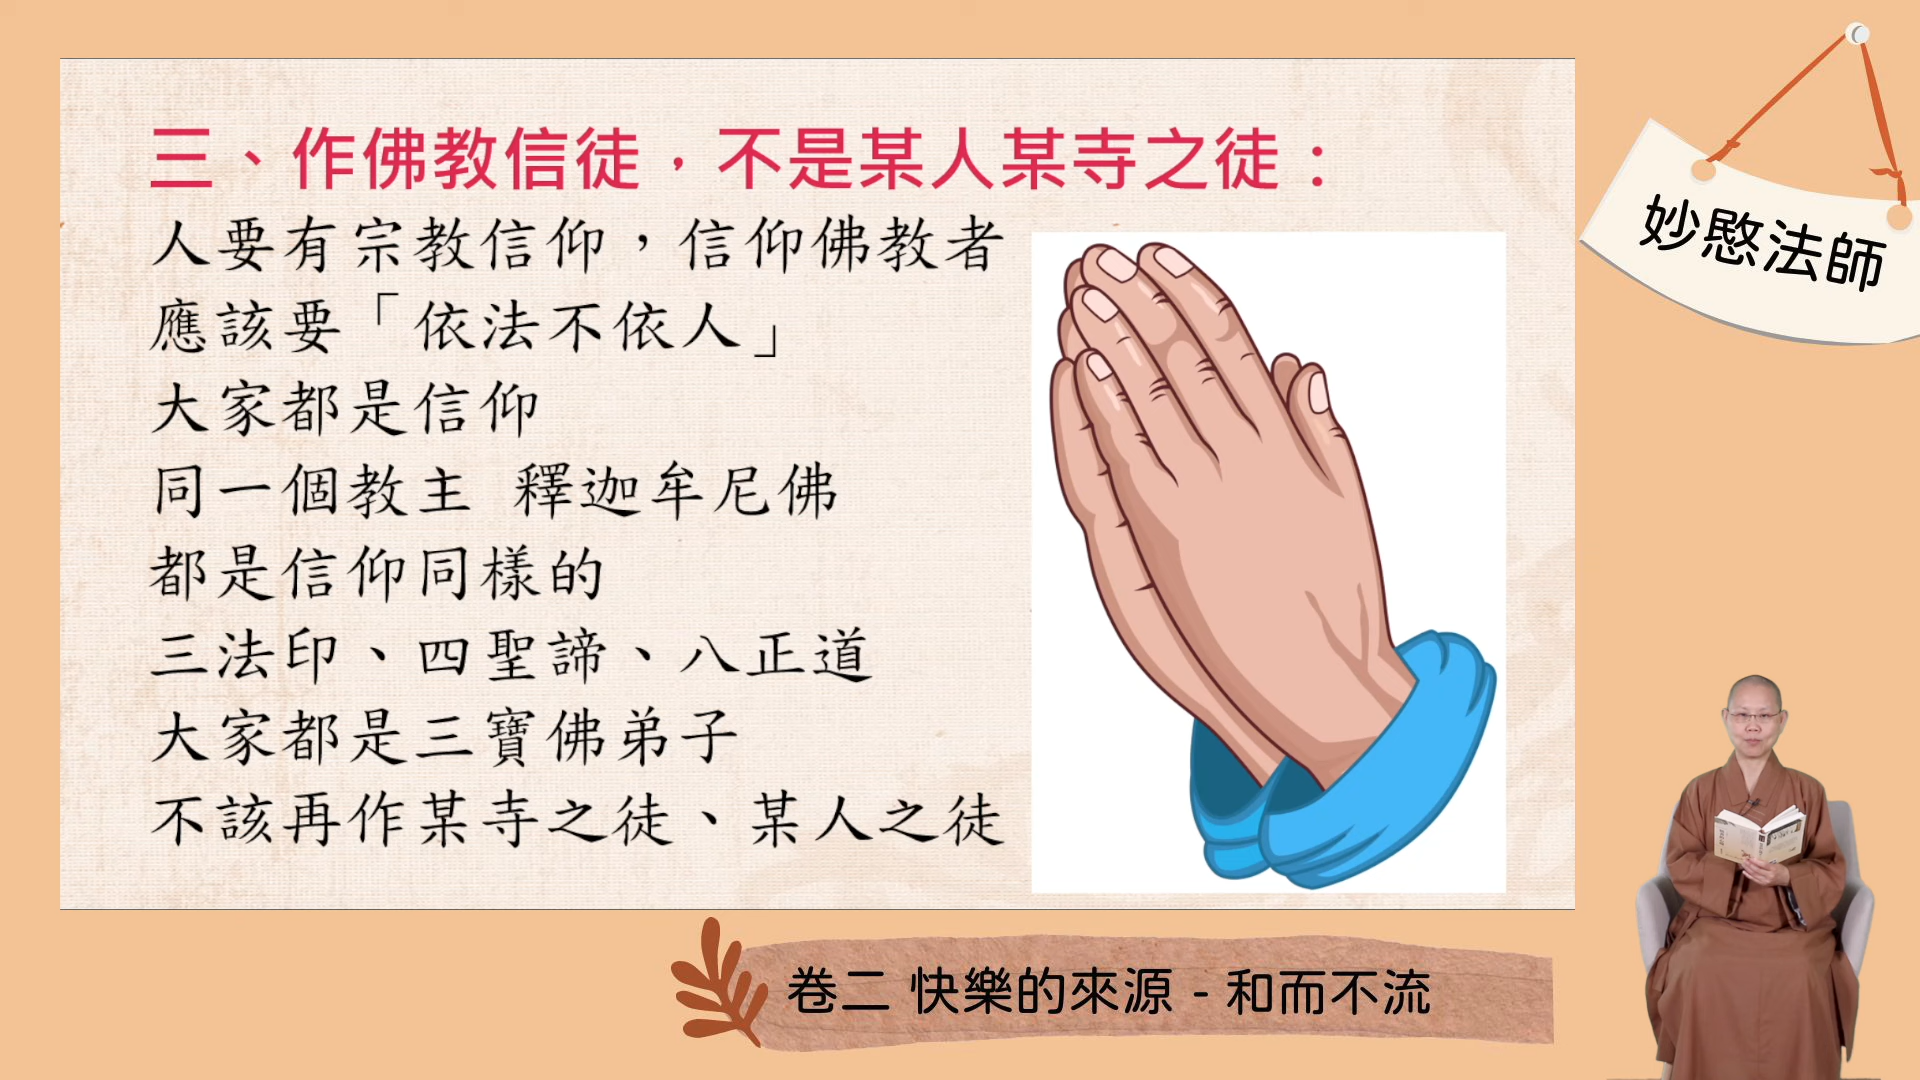 三、作佛教信徒，不是某人某寺之徒：
人要有宗教信仰，信仰佛教者
應該要「依法不依人」
大家都是信仰
同一個教主 釋迦牟尼佛
都是信仰同樣的
三法印、四聖諦、八正道
大家都是三寶佛弟子
不該再作某寺之徒、某人之徒
妙愍法師
卷二 快樂的來源 - 和而不流